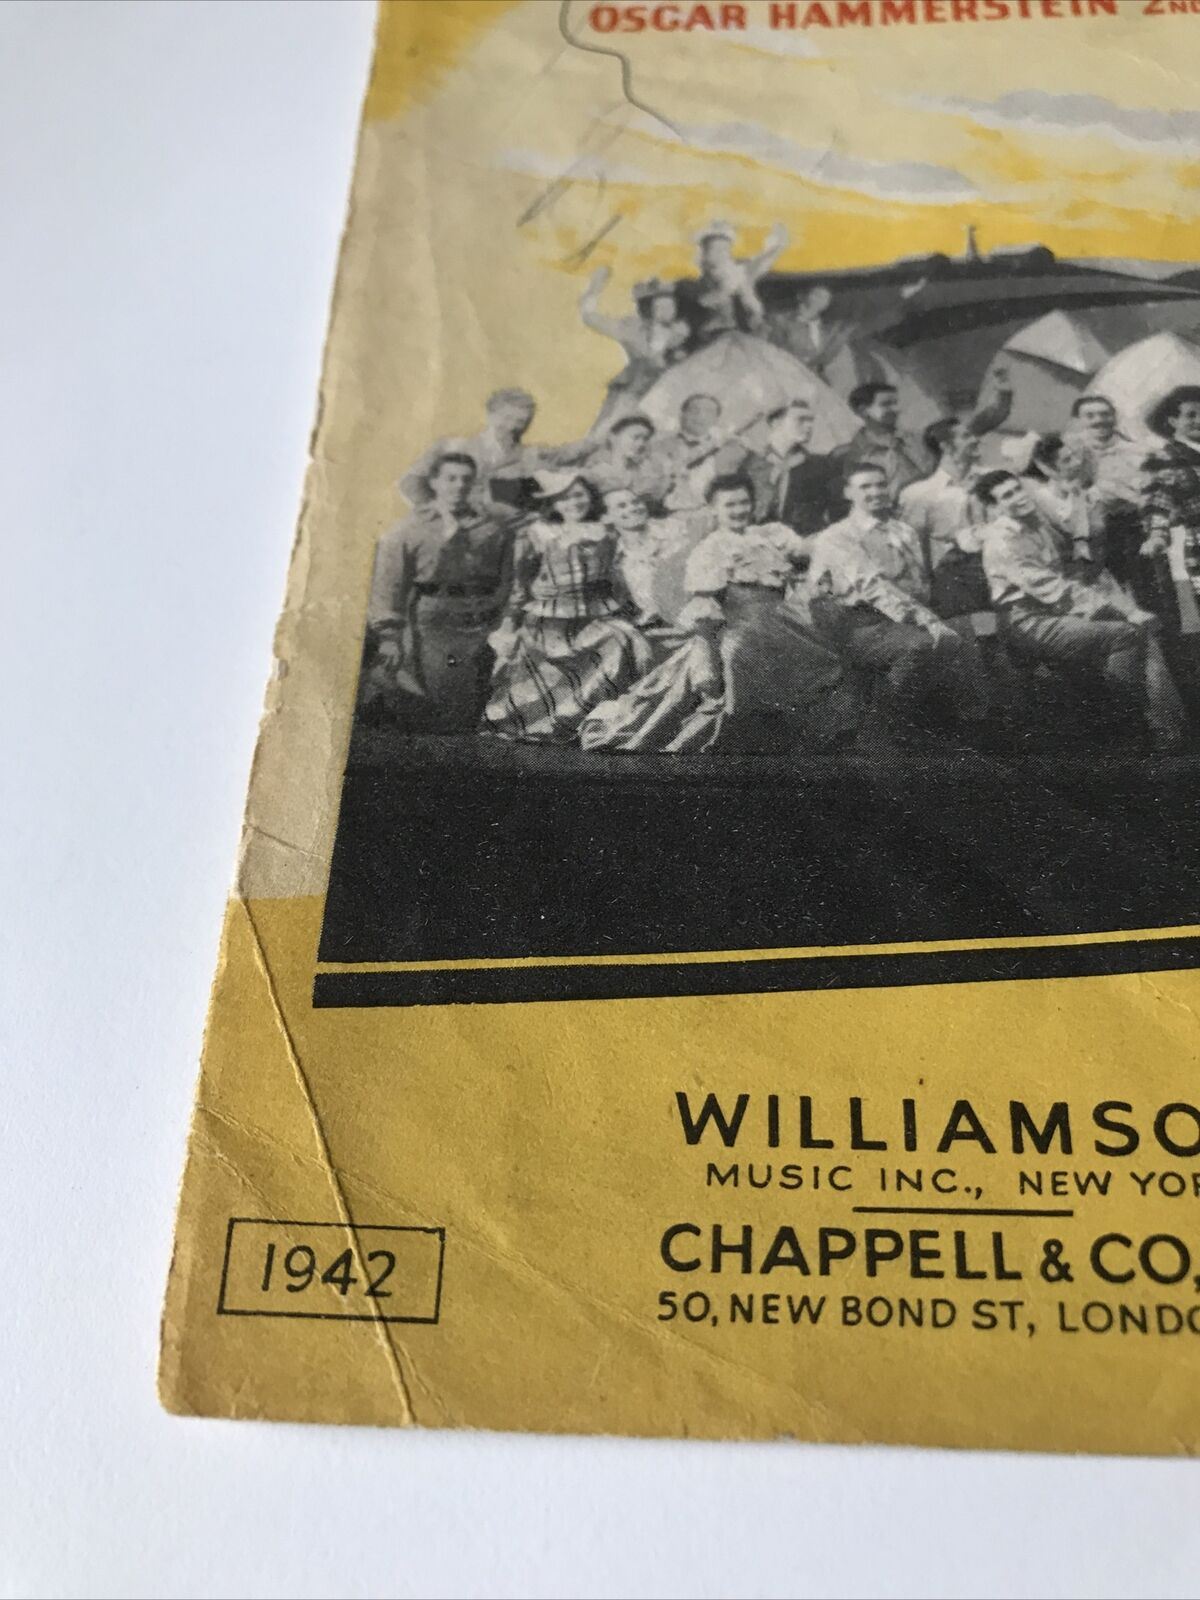 OSCAR HAMMERSTEIN 2ND
WILLIAMSO
MUSIC INC., NEW YOR
CHAPPELL & CO.,
50, NEW BOND ST, LONDO
1942